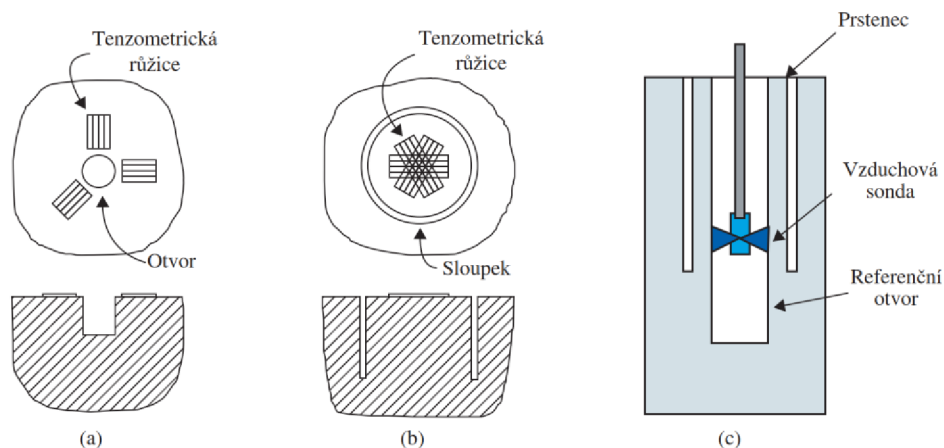 Tenzometrická
růžice
Otvor
(a)
Tenzometrická
růžice
Sloupek
(b)
Prstenec
Vzduchová
sonda
Referenční
otvor
(c)